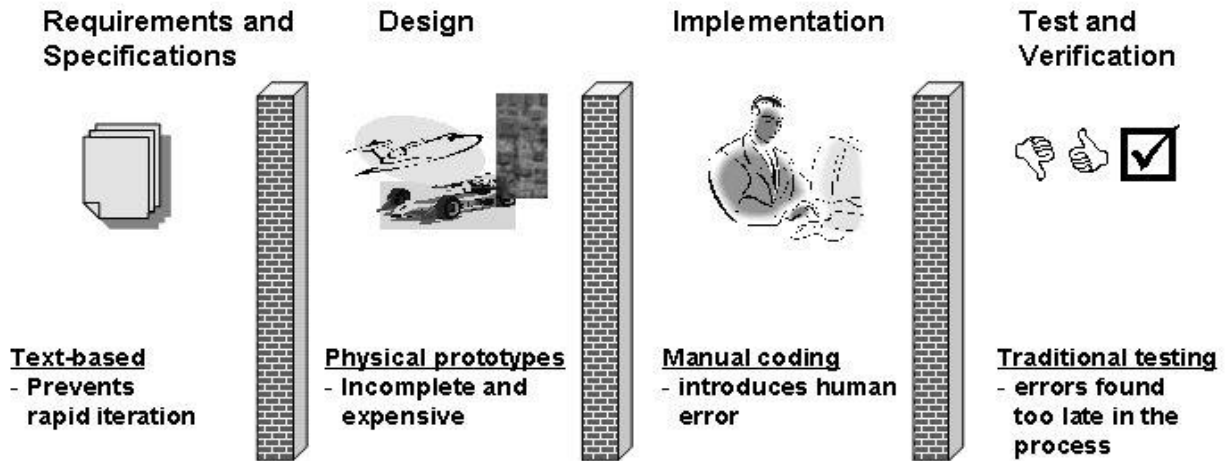 Requirements and
Specifications
Design
Implementation
Test and
Verification
Text-based
- Prevents
rapid iteration
Physical prototypes
- Incomplete and
expensive
Manual coding
- introduces human
error
Traditional testing
- errors found
too late in the
process